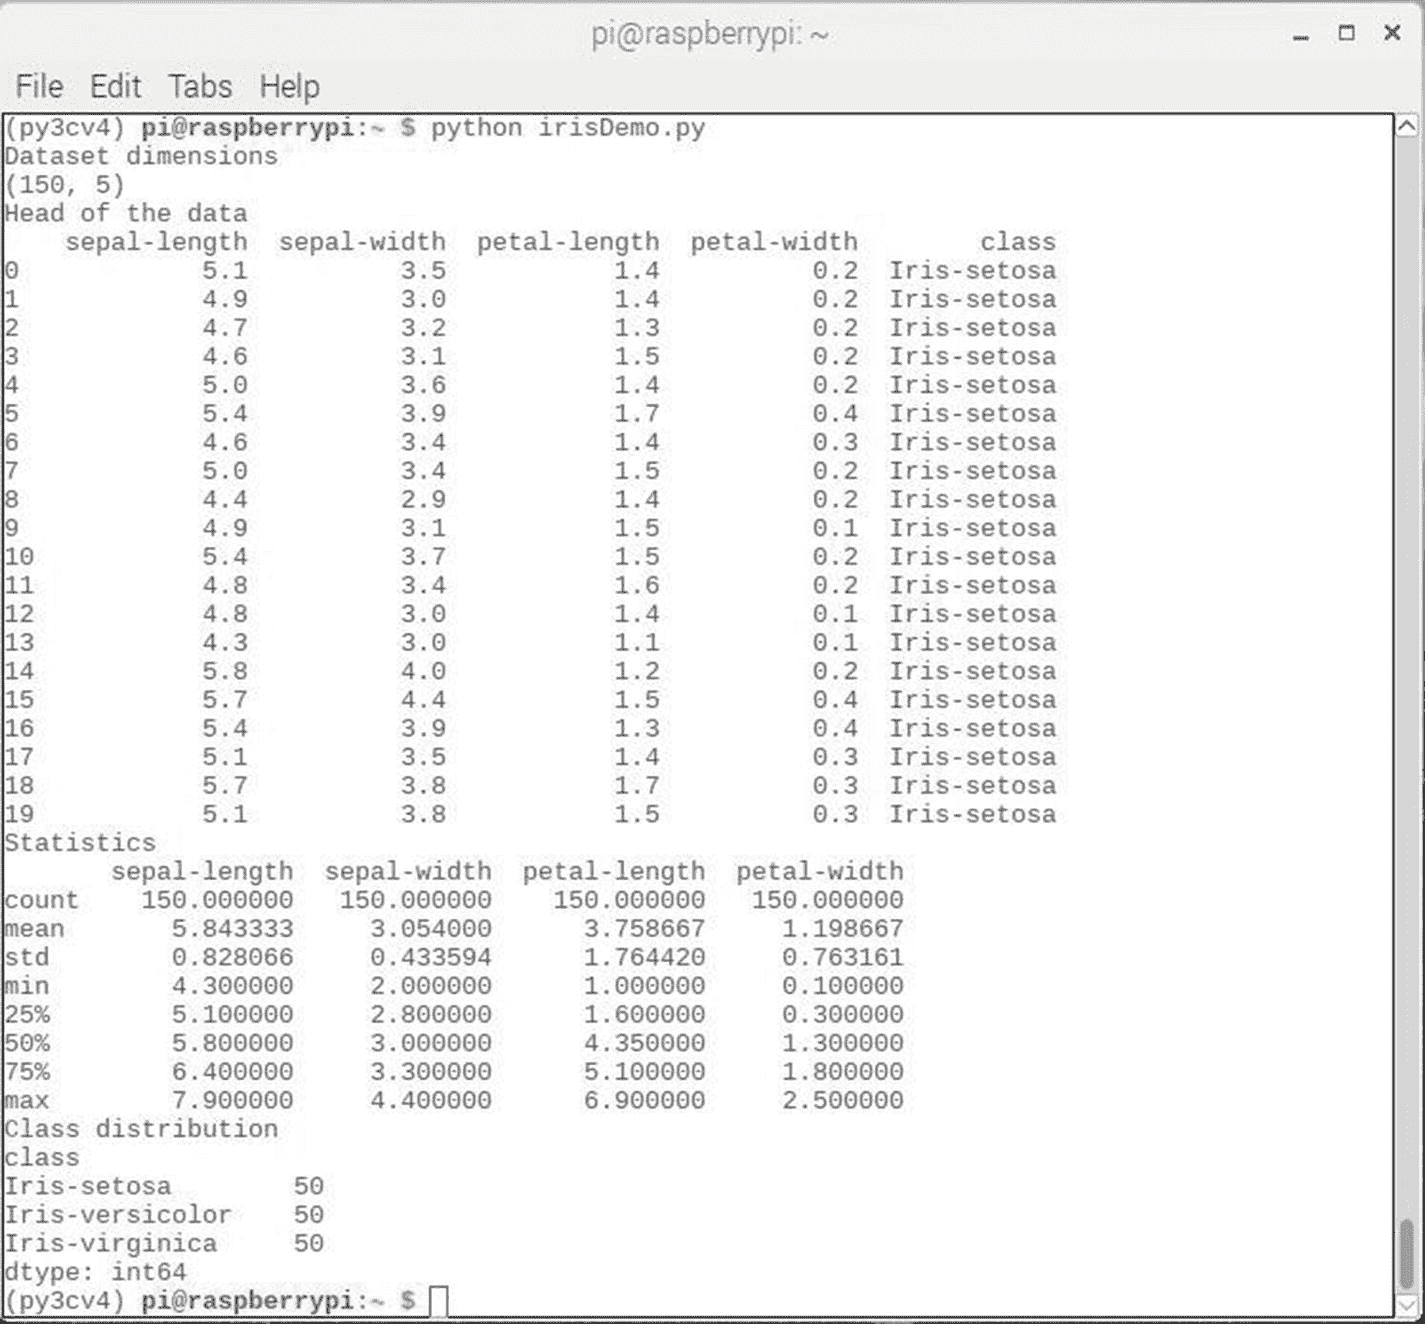 pi@raspberrypi: ~
File Edit Tabs Help
(py3cv4) pi@raspberrypi:~ $ python irisDemo.py
Dataset dimensions
(150, 5)
Head of the data
    sepal-length  sepal-width  petal-length  petal-width        class
0            5.1          3.5           1.4          0.2  Iris-setosa
1            4.9          3.0           1.4          0.2  Iris-setosa
2            4.7          3.2           1.3          0.2  Iris-setosa
3            4.6          3.1           1.5          0.2  Iris-setosa
4            5.0          3.6           1.4          0.2  Iris-setosa
5            5.4          3.9           1.7          0.4  Iris-setosa
6            4.6          3.4           1.4          0.3  Iris-setosa
7            5.0          3.4           1.5          0.2  Iris-setosa
8            4.4          2.9           1.4          0.2  Iris-setosa
9            4.9          3.1           1.5          0.1  Iris-setosa
10           5.4          3.7           1.5          0.2  Iris-setosa
11           4.8          3.4           1.6          0.2  Iris-setosa
12           4.8          3.0           1.4          0.1  Iris-setosa
13           4.3          3.0           1.1          0.1  Iris-setosa
14           5.8          4.0           1.2          0.2  Iris-setosa
15           5.7          4.4           1.5          0.4  Iris-setosa
16           5.4          3.9           1.3          0.4  Iris-setosa
17           5.1          3.5           1.4          0.3  Iris-setosa
18           5.7          3.8           1.7          0.3  Iris-setosa
19           5.1          3.8           1.5          0.3  Iris-setosa
Statistics
       sepal-length  sepal-width  petal-length  petal-width
count    150.000000   150.000000    150.000000   150.000000
mean       5.843333     3.054000      3.758667     1.198667
std        0.828066     0.433594      1.764420     0.763161
min        4.300000     2.000000      1.000000     0.100000
25%        5.100000     2.800000      1.600000     0.300000
50%        5.800000     3.000000      4.350000     1.300000
75%        6.400000     3.300000      5.100000     1.800000
max        7.900000     4.400000      6.900000     2.500000
Class distribution
class
Iris-setosa        50
Iris-versicolor    50
Iris-virginica     50
dtype: int64
(py3cv4) pi@raspberrypi:~ $